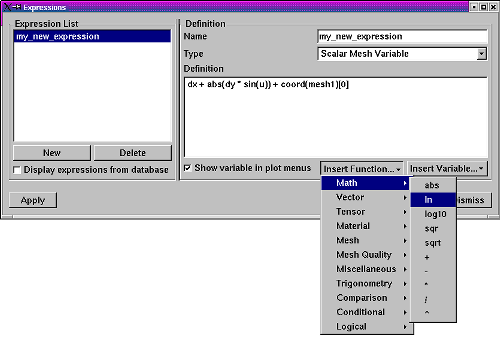 Expressions
Expression List
my_new_expression
New
Delete
Display expressions from database
Definition
Name
my_new_expression
Type
Scalar Mesh Variable
Definition
dx + abs(dy * sin(u)) + coord(mesh1)[0]
Show variable in plot menus
Insert Function...
Insert Variable...
Apply
ismiss
Math
Vector
Tensor
Material
Mesh
Mesh Quality
Miscellaneous
Trigonometry
Comparison
Conditional
Logical
abs
ln
log10
sqr
sqrt
+
-
*
/
^